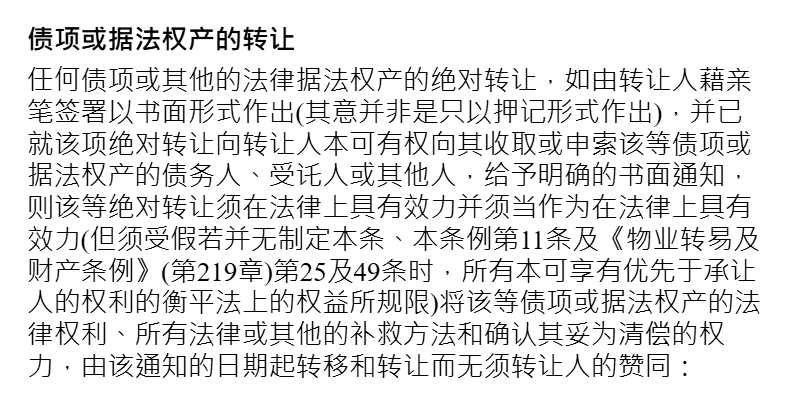 债项或据法权产的转让
任何债项或其他的法律据法权产的绝对转让，如由转让人藉亲
笔签署以书面形式作出(其意并非是只以押记形式作出)，并已
就该项绝对转让向转让人本可有权向其收取或申索该等债项或
据法权产的债务人、受托人或其他人，给予明确的书面通知，
则该等绝对转让须在法律上具有效力并须当作为在法律上具有
效力(但须受假若并无制定本条、本条例第11条及《物业转易及
财产条例》(第219章)第25及49条时，所有本可享有优先于承让
人的权利的衡平法上的权益所规限)将该等债项或据法权产的法
律权利、所有法律或其他的补救方法和确认其妥为清偿的权
力，由该通知的日期起转移和转让而无须转让人的赞同：